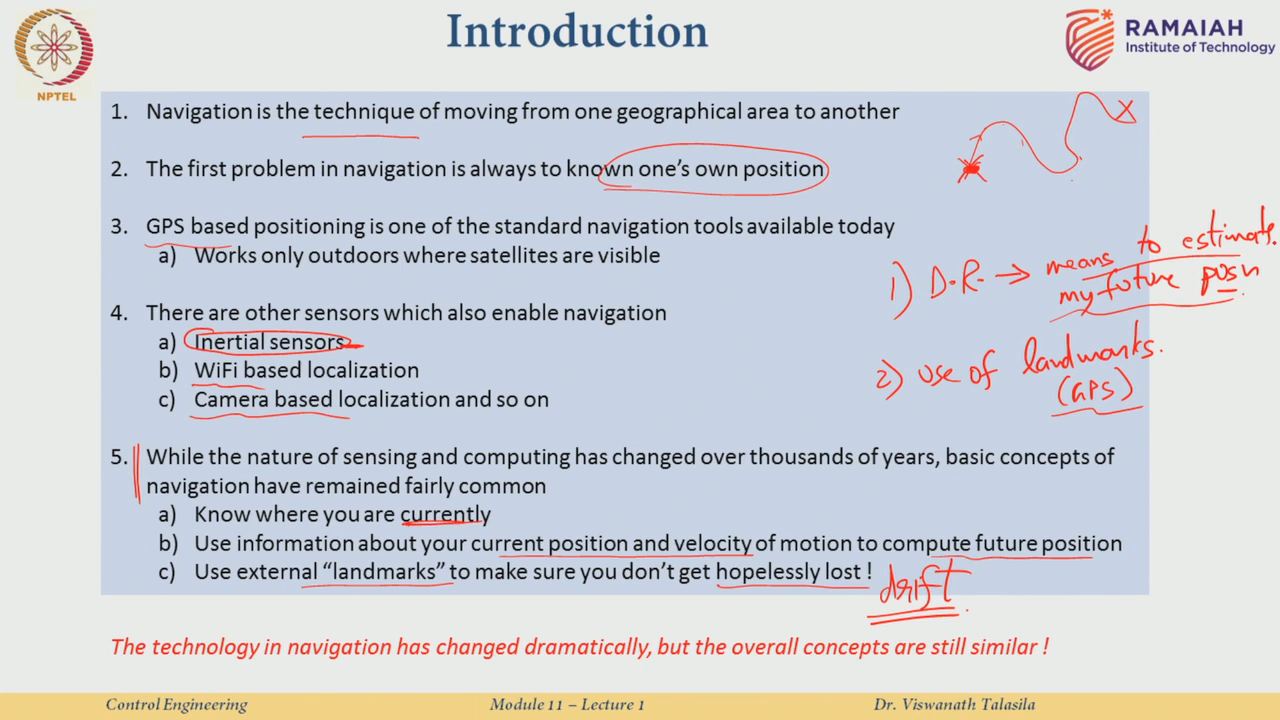 Introduction
NPTEL
RAMAIAH
Institute of Technology
1. Navigation is the technique of moving from one geographical area to another
2. The first problem in navigation is always to known one's own position
3. GPS based positioning is one of the standard navigation tools available today
a) Works only outdoors where satellites are visible
4. There are other sensors which also enable navigation
a) Inertial sensors
b) WiFi based localization
c) Camera based localization and so on
1) D.R. → means to estimate
my future posn.
2) use of landmarks.
(GPS)
5. While the nature of sensing and computing has changed over thousands of years, basic concepts of
navigation have remained fairly common
a) Know where you are currently
b) Use information about your current position and velocity of motion to compute future position
c) Use external “landmarks” to make sure you don't get hopelessly lost !
drift
The technology in navigation has changed dramatically, but the overall concepts are still similar !
Control Engineering
Module 11 – Lecture 1
Dr. Viswanath Talasila